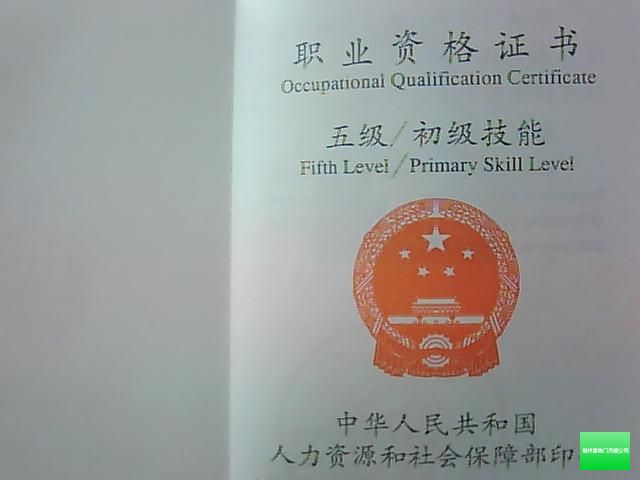 职业资格证书
Occupational Qualification Certificate
五级/初级技能
Fifth Level/Primary Skill Level
中华人民共和国
人力资源和社会保障部印